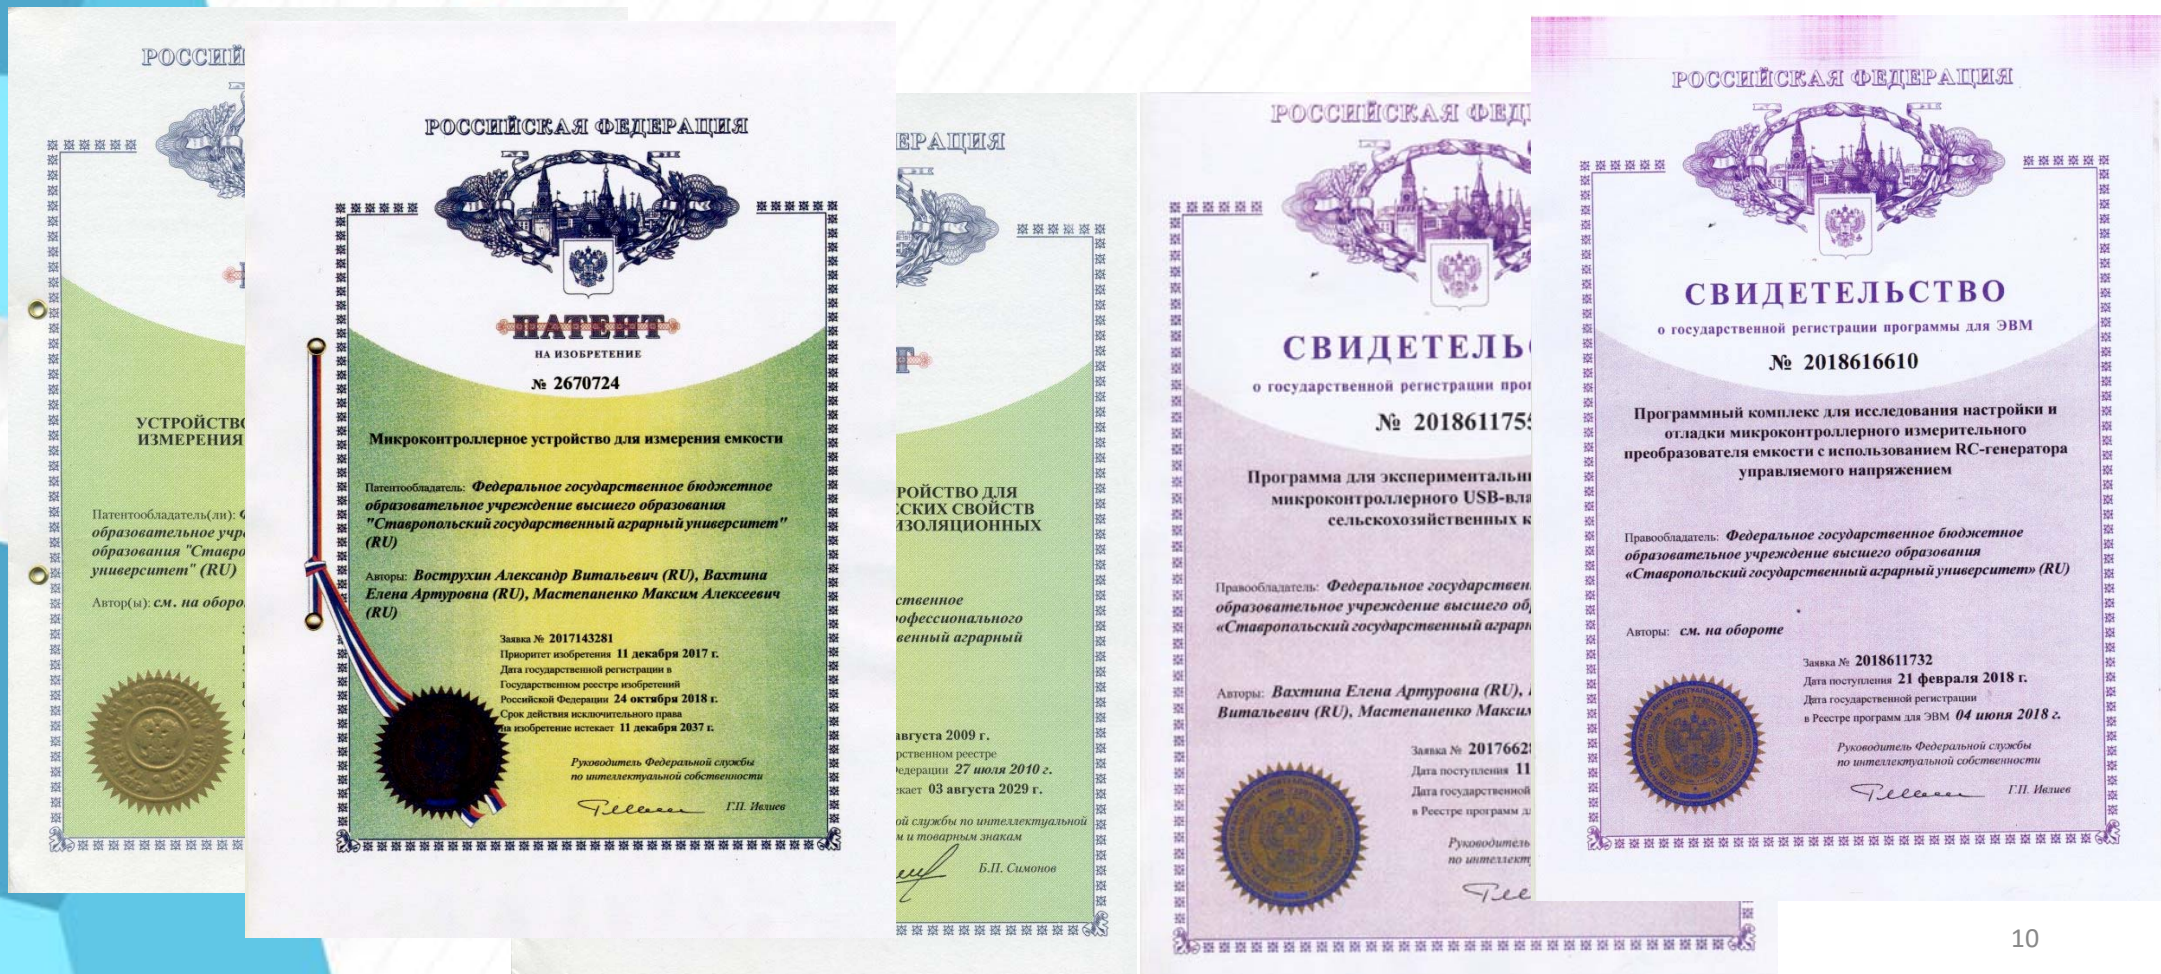 РОССИЙ
УСТРОЙСТВО
ИЗМЕРЕНИЯ
Патентообладатель(ли):
образовательное
образования "Ставро
университет" (RU)
Автор(ы): см. на оборо
РОССИЙСКАЯ ФЕДЕРАЦИЯ
ПАТЕНТ
НА ИЗОБРЕТЕНИЕ
№ 2670724
Микроконтроллерное устройство для измерения емкости
Патентообладатель: Федеральное государственное бюджетное
образовательное учреждение высшего образования
"Ставропольский государственный аграрный университет"
(RU)
Авторы: Вострухин Александр Витальевич (RU), Вахтина
Елена Артуровна (RU), Мастепаненко Максим Алексеевич
(RU)
Заявка № 2017143281
Приоритет изобретения 11 декабря 2017 г.
Дата государственной регистрации в
Государственном реестре изобретений
Российской Федерации 24 октября 2018 г.
Срок действия исключительного права
на изобретение истекает 11 декабря 2037 г.
Руководитель Федеральной службы
по интеллектуальной собственности
Г.П. Ивлиев
ЕРАЦИЯ
РОЙСТВО ДЛЯ
СКИХ СВОЙСТВ
ИЗОЛЯЦИОННЫХ
ственное
рофессионального
венный аграрный
августа 2009 г.
рственном реестре
едерации 27 июля 2010 г.
екает 03 августа 2029 г.
ой службы по интеллектуальной
м и товарным знакам
Б.П. Симонов
РОССИЙСКАЯ ФЕД
СВИДЕТЕЛЬ
о государственной регистрации прог
№ 201861175
Программа для экспериментальн
микроконтроллерного USB-вла
сельскохозяйственных к
Правообладатель: Федеральное государствен
образовательное учреждение высшего об
«Ставропольский государственный аграрн
Авторы: Вахтина Елена Артуровна (RU),
Витальевич (RU), Мастепаненко Максим
Заявка № 20176628
Дата поступления 11
Дата государственной
в Реестре программ д
Руководитель
по интеллект
РОССИЙСКАЯ ФЕДЕРАЦИЯ
СВИДЕТЕЛЬСТВО
о государственной регистрации программы для ЭВМ
№ 2018616610
Программный комплекс для исследования настройки и
отладки микроконтроллерного измерительного
преобразователя емкости с использованием RC-генератора
управляемого напряжением
Правообладатель: Федеральное государственное бюджетное
образовательное учреждение высшего образования
«Ставропольский государственный аграрный университет» (RU)
Авторы: см. на обороте
Заявка № 2018611732
Дата поступления 21 февраля 2018 г.
Дата государственной регистрации
в Реестре программ для ЭВМ 04 июня 2018 г.
Руководитель Федеральной службы
по интеллектуальной собственности
Г.П. Ивлиев
10